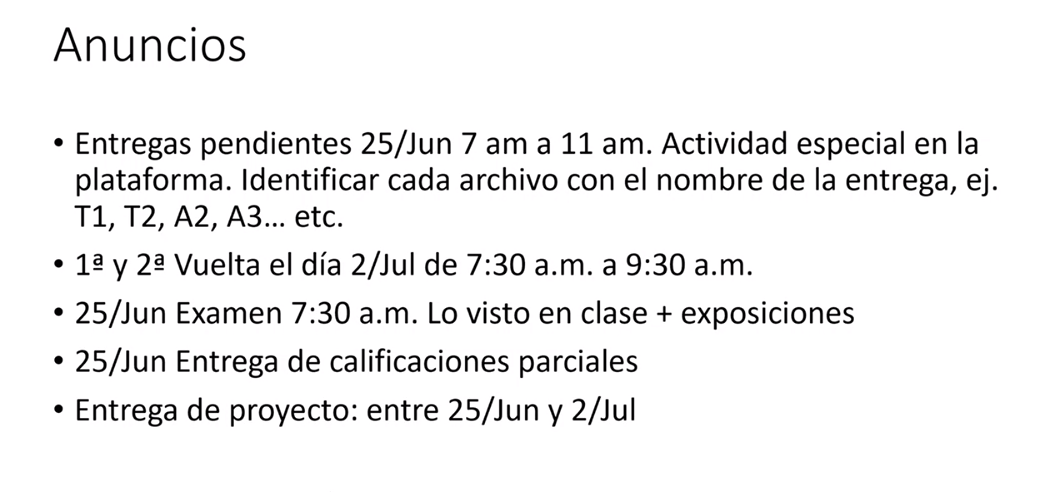 Anuncios
• Entregas pendientes 25/Jun 7 am a 11 am. Actividad especial en la
plataforma. Identificar cada archivo con el nombre de la entrega, ej.
T1, T2, A2, A3... etc.
• 1ª y 2ª Vuelta el día 2/Jul de 7:30 a.m. a 9:30 a.m.
• 25/Jun Examen 7:30 a.m. Lo visto en clase + exposiciones
• 25/Jun Entrega de calificaciones parciales
• Entrega de proyecto: entre 25/Jun y 2/Jul